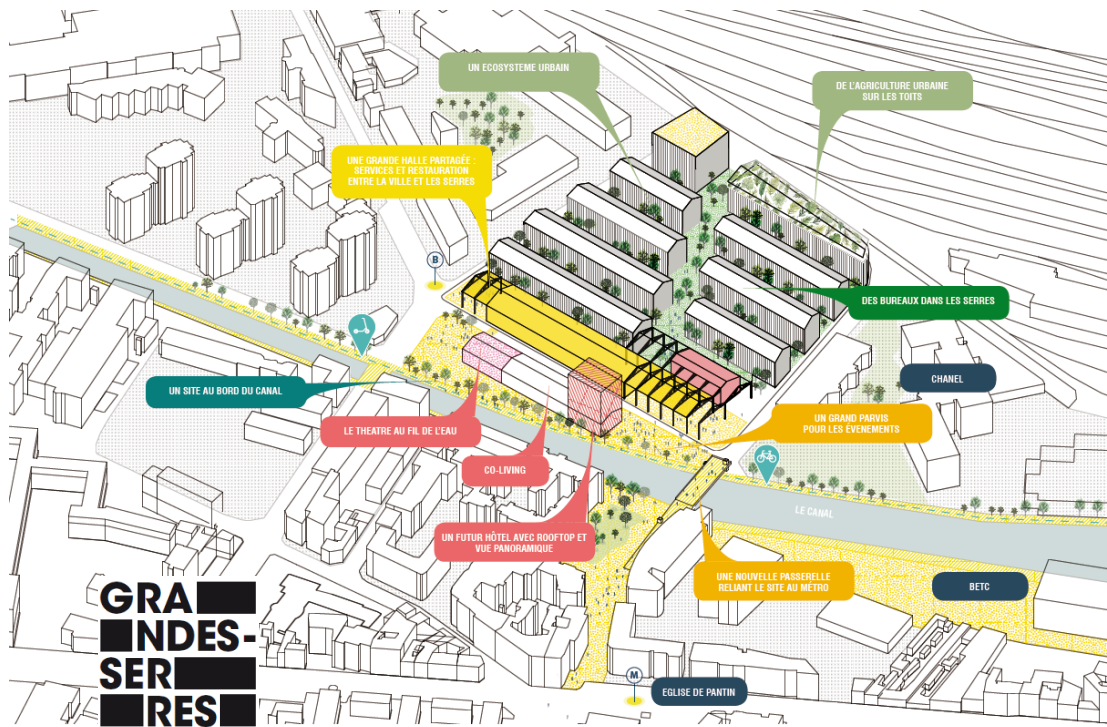 UN ECOSYSTEME URBAIN
DE L'AGRICULTURE URBAINE
SUR LES TOITS
UNE GRANDE HALLE PARTAGÉE :
SERVICES ET RESTAURATION
ENTRE LA VILLE ET LES SERRES
B
DES BUREAUX DANS LES SERRES
CHANEL
UN SITE AU BORD DU CANAL
LE THEATRE AU FIL DE L'EAU
UN GRAND PARVIS
POUR LES ÉVENEMENTS
CO-LIVING
LE CANAL
UN FUTUR HÔTEL AVEC ROOFTOP ET
VUE PANORAMIQUE
UNE NOUVELLE PASSERELLE
RELIANT LE SITE AU MÉTRO
BETC
GRA
NDES-
SER
RES
M
EGLISE DE PANTIN